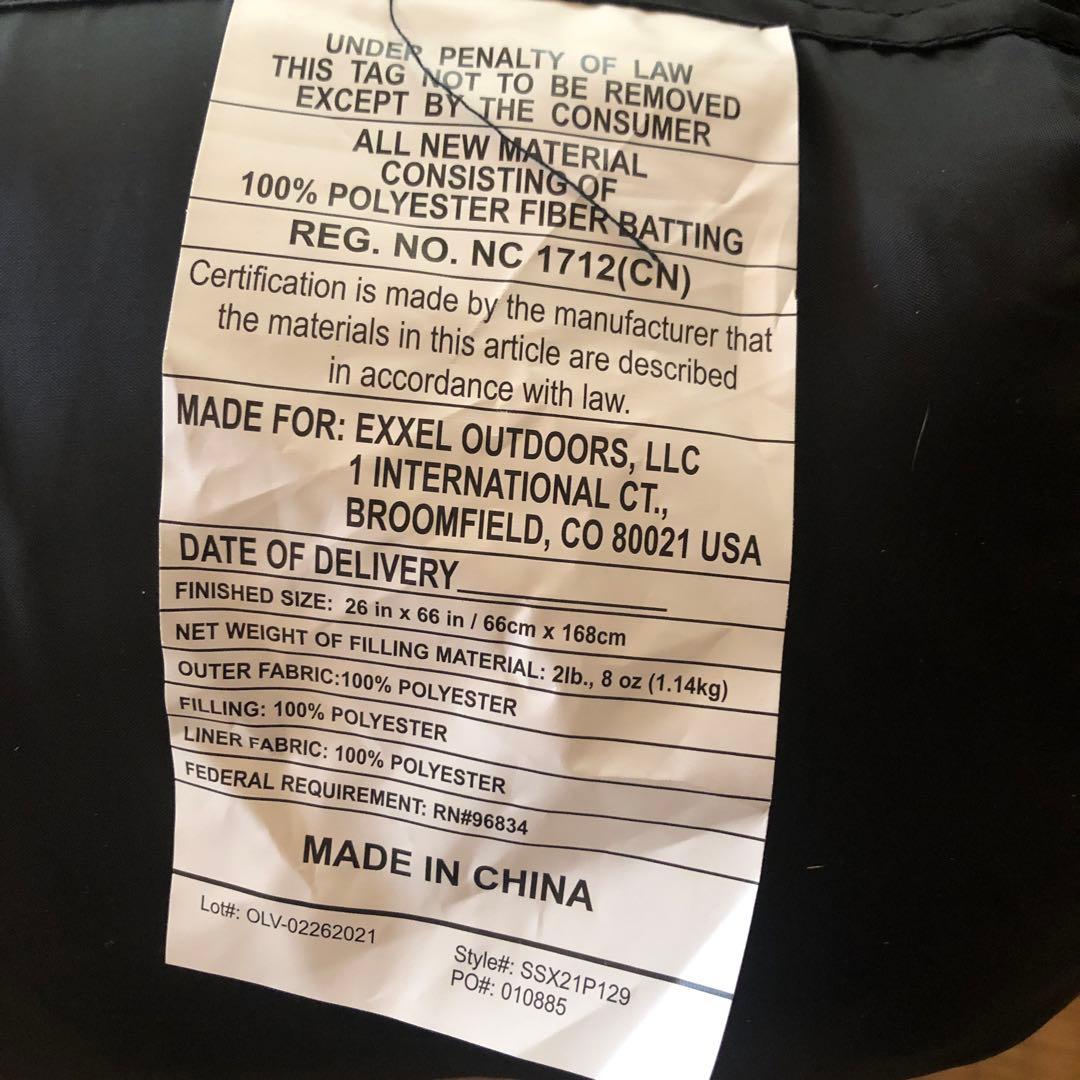 UNDER PENALTY OF LAW
THIS TAG NOT TO BE REMOVED
EXCEPT BY THE CONSUMER
ALL NEW MATERIAL
CONSISTING OF
100% POLYESTER FIBER BATTING
REG. NO. NC 1712(CN)
Certification is made by the manufacturer that
the materials in this article are described
in accordance with law.
MADE FOR: EXXEL OUTDOORS, LLC
1 INTERNATIONAL CT.,
BROOMFIELD, CO 80021 USA
DATE OF DELIVERY
FINISHED SIZE: 26 in x 66 in / 66cm x 168cm
NET WEIGHT OF FILLING MATERIAL: 2lb., 8 oz (1.14kg)
OUTER FABRIC:100% POLYESTER
FILLING: 100% POLYESTER
LINER FABRIC: 100% POLYESTER
FEDERAL REQUIREMENT: RN#96834
MADE IN CHINA
Lot#: OLV-02262021
Style#: SSX21P129
PO#: 010885